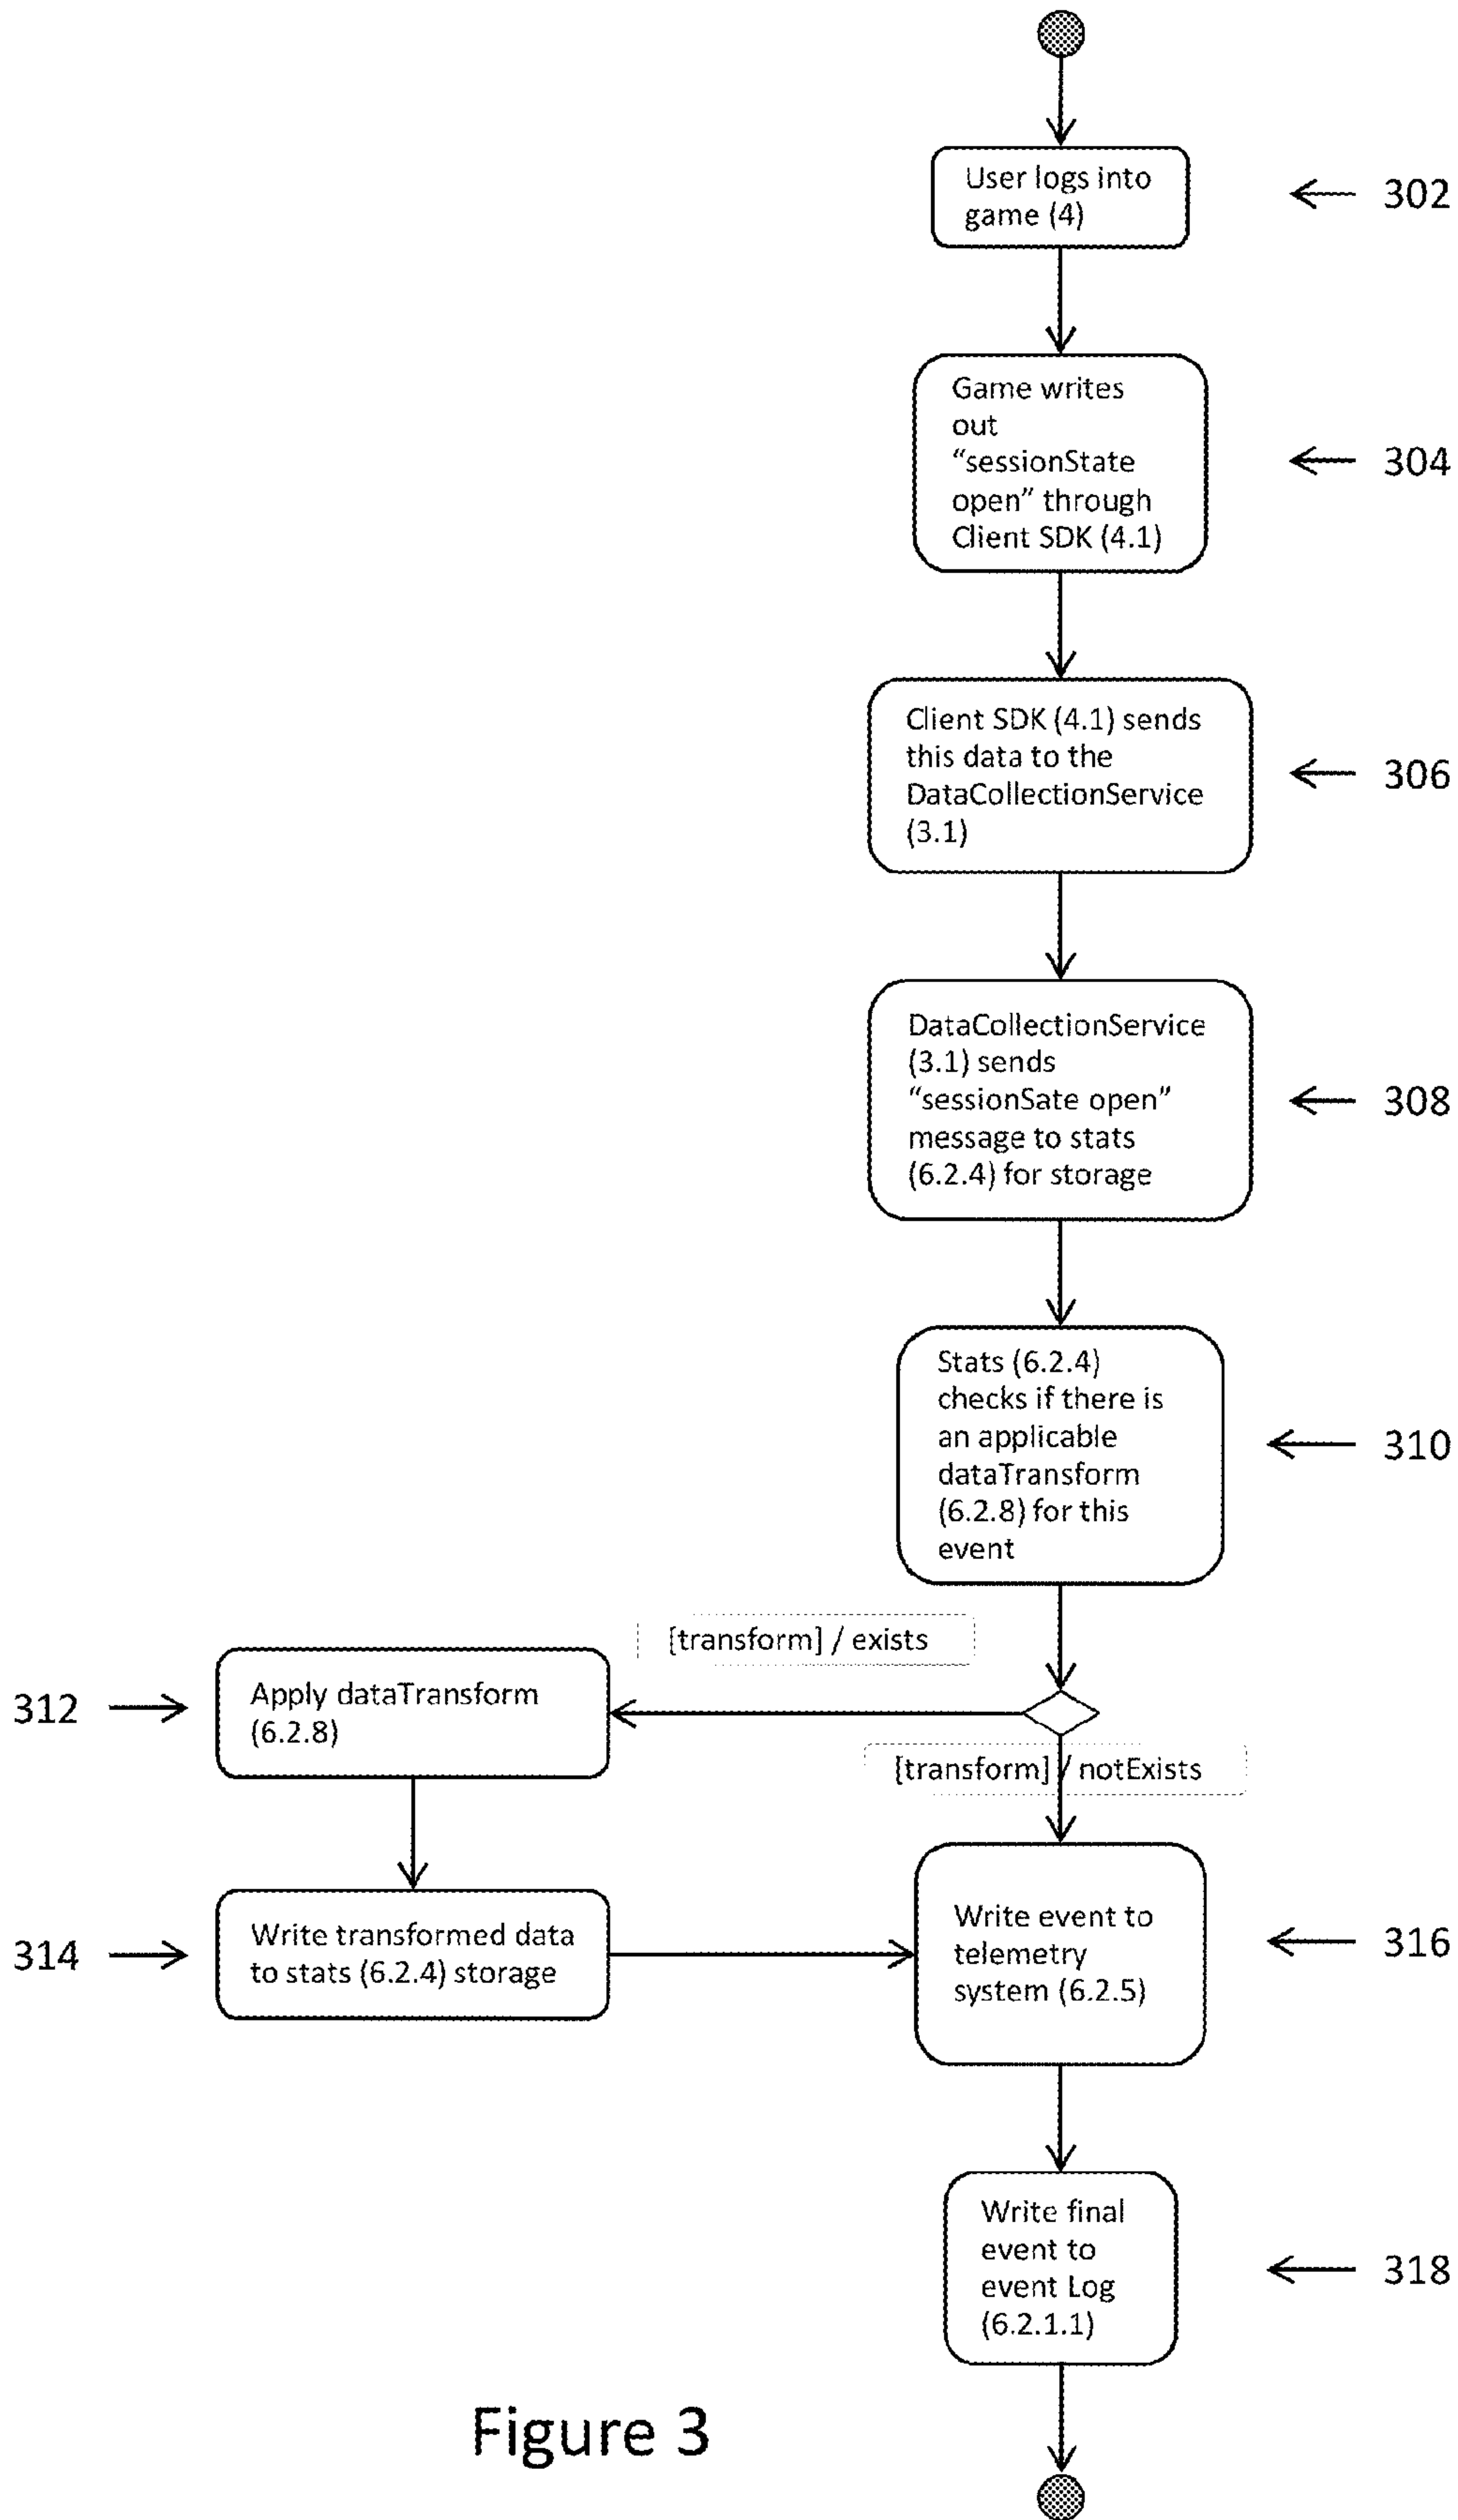 User logs into
game (4)
302
Game writes
out
“sessionState
open” through
Client SDK (4.1)
304
Client SDK (4.1) sends
this data to the
DataCollectionService
(3.1)
306
DataCollectionService
(3.1) sends
“sessionSate open”
message to stats
(6.2.4) for storage
308
Stats (6.2.4)
checks if there is
an applicable
dataTransform
(6.2.8) for this
event
310
[transform] / exists
312
Apply dataTransform
(6.2.8)
[transform] / notExists
314
Write transformed data
to stats (6.2.4) storage
Write event to
telemetry
system (6.2.5)
316
Write final
event to
event Log
(6.2.1.1)
318
Figure 3